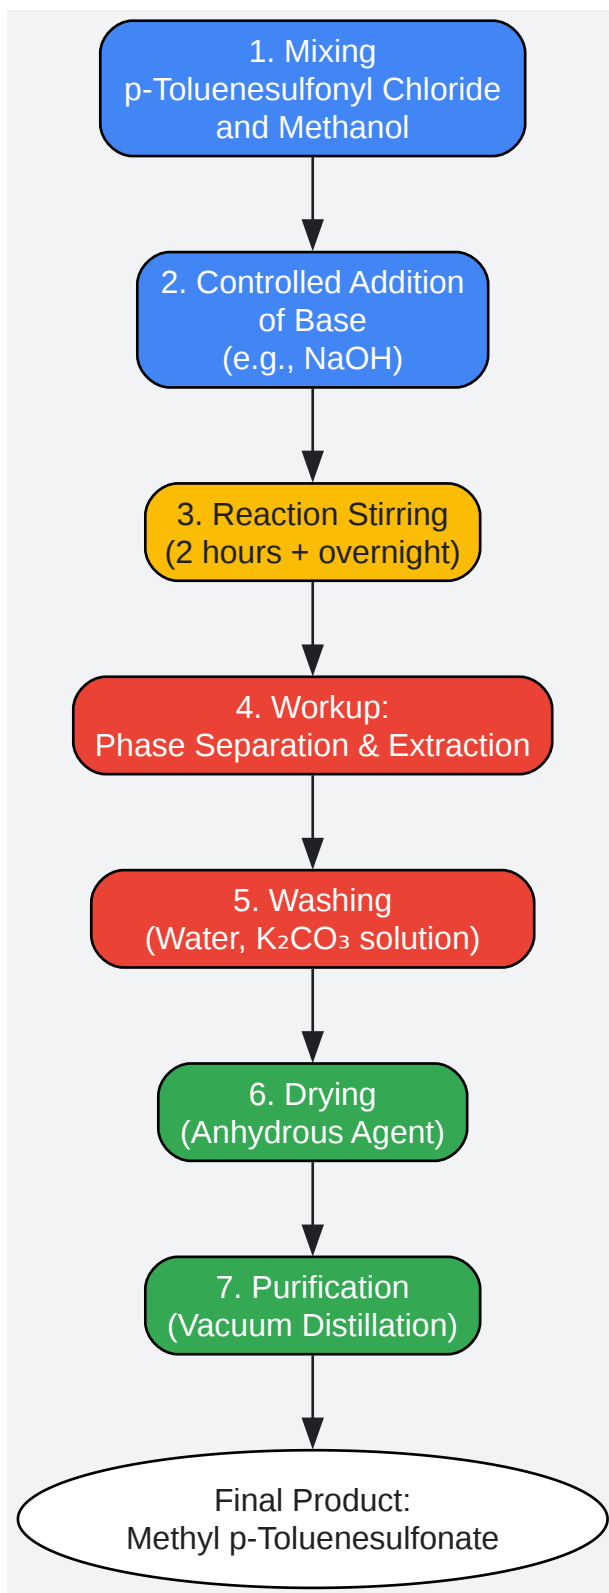 1. Mixing
p-Toluenesulfonyl Chloride
and Methanol
2. Controlled Addition
of Base
(e.g., NaOH)
3. Reaction Stirring
(2 hours + overnight)
4. Workup:
Phase Separation & Extraction
5. Washing
(Water, K₂CO₃ solution)
6. Drying
(Anhydrous Agent)
7. Purification
(Vacuum Distillation)
Final Product:
Methyl p-Toluenesulfonate